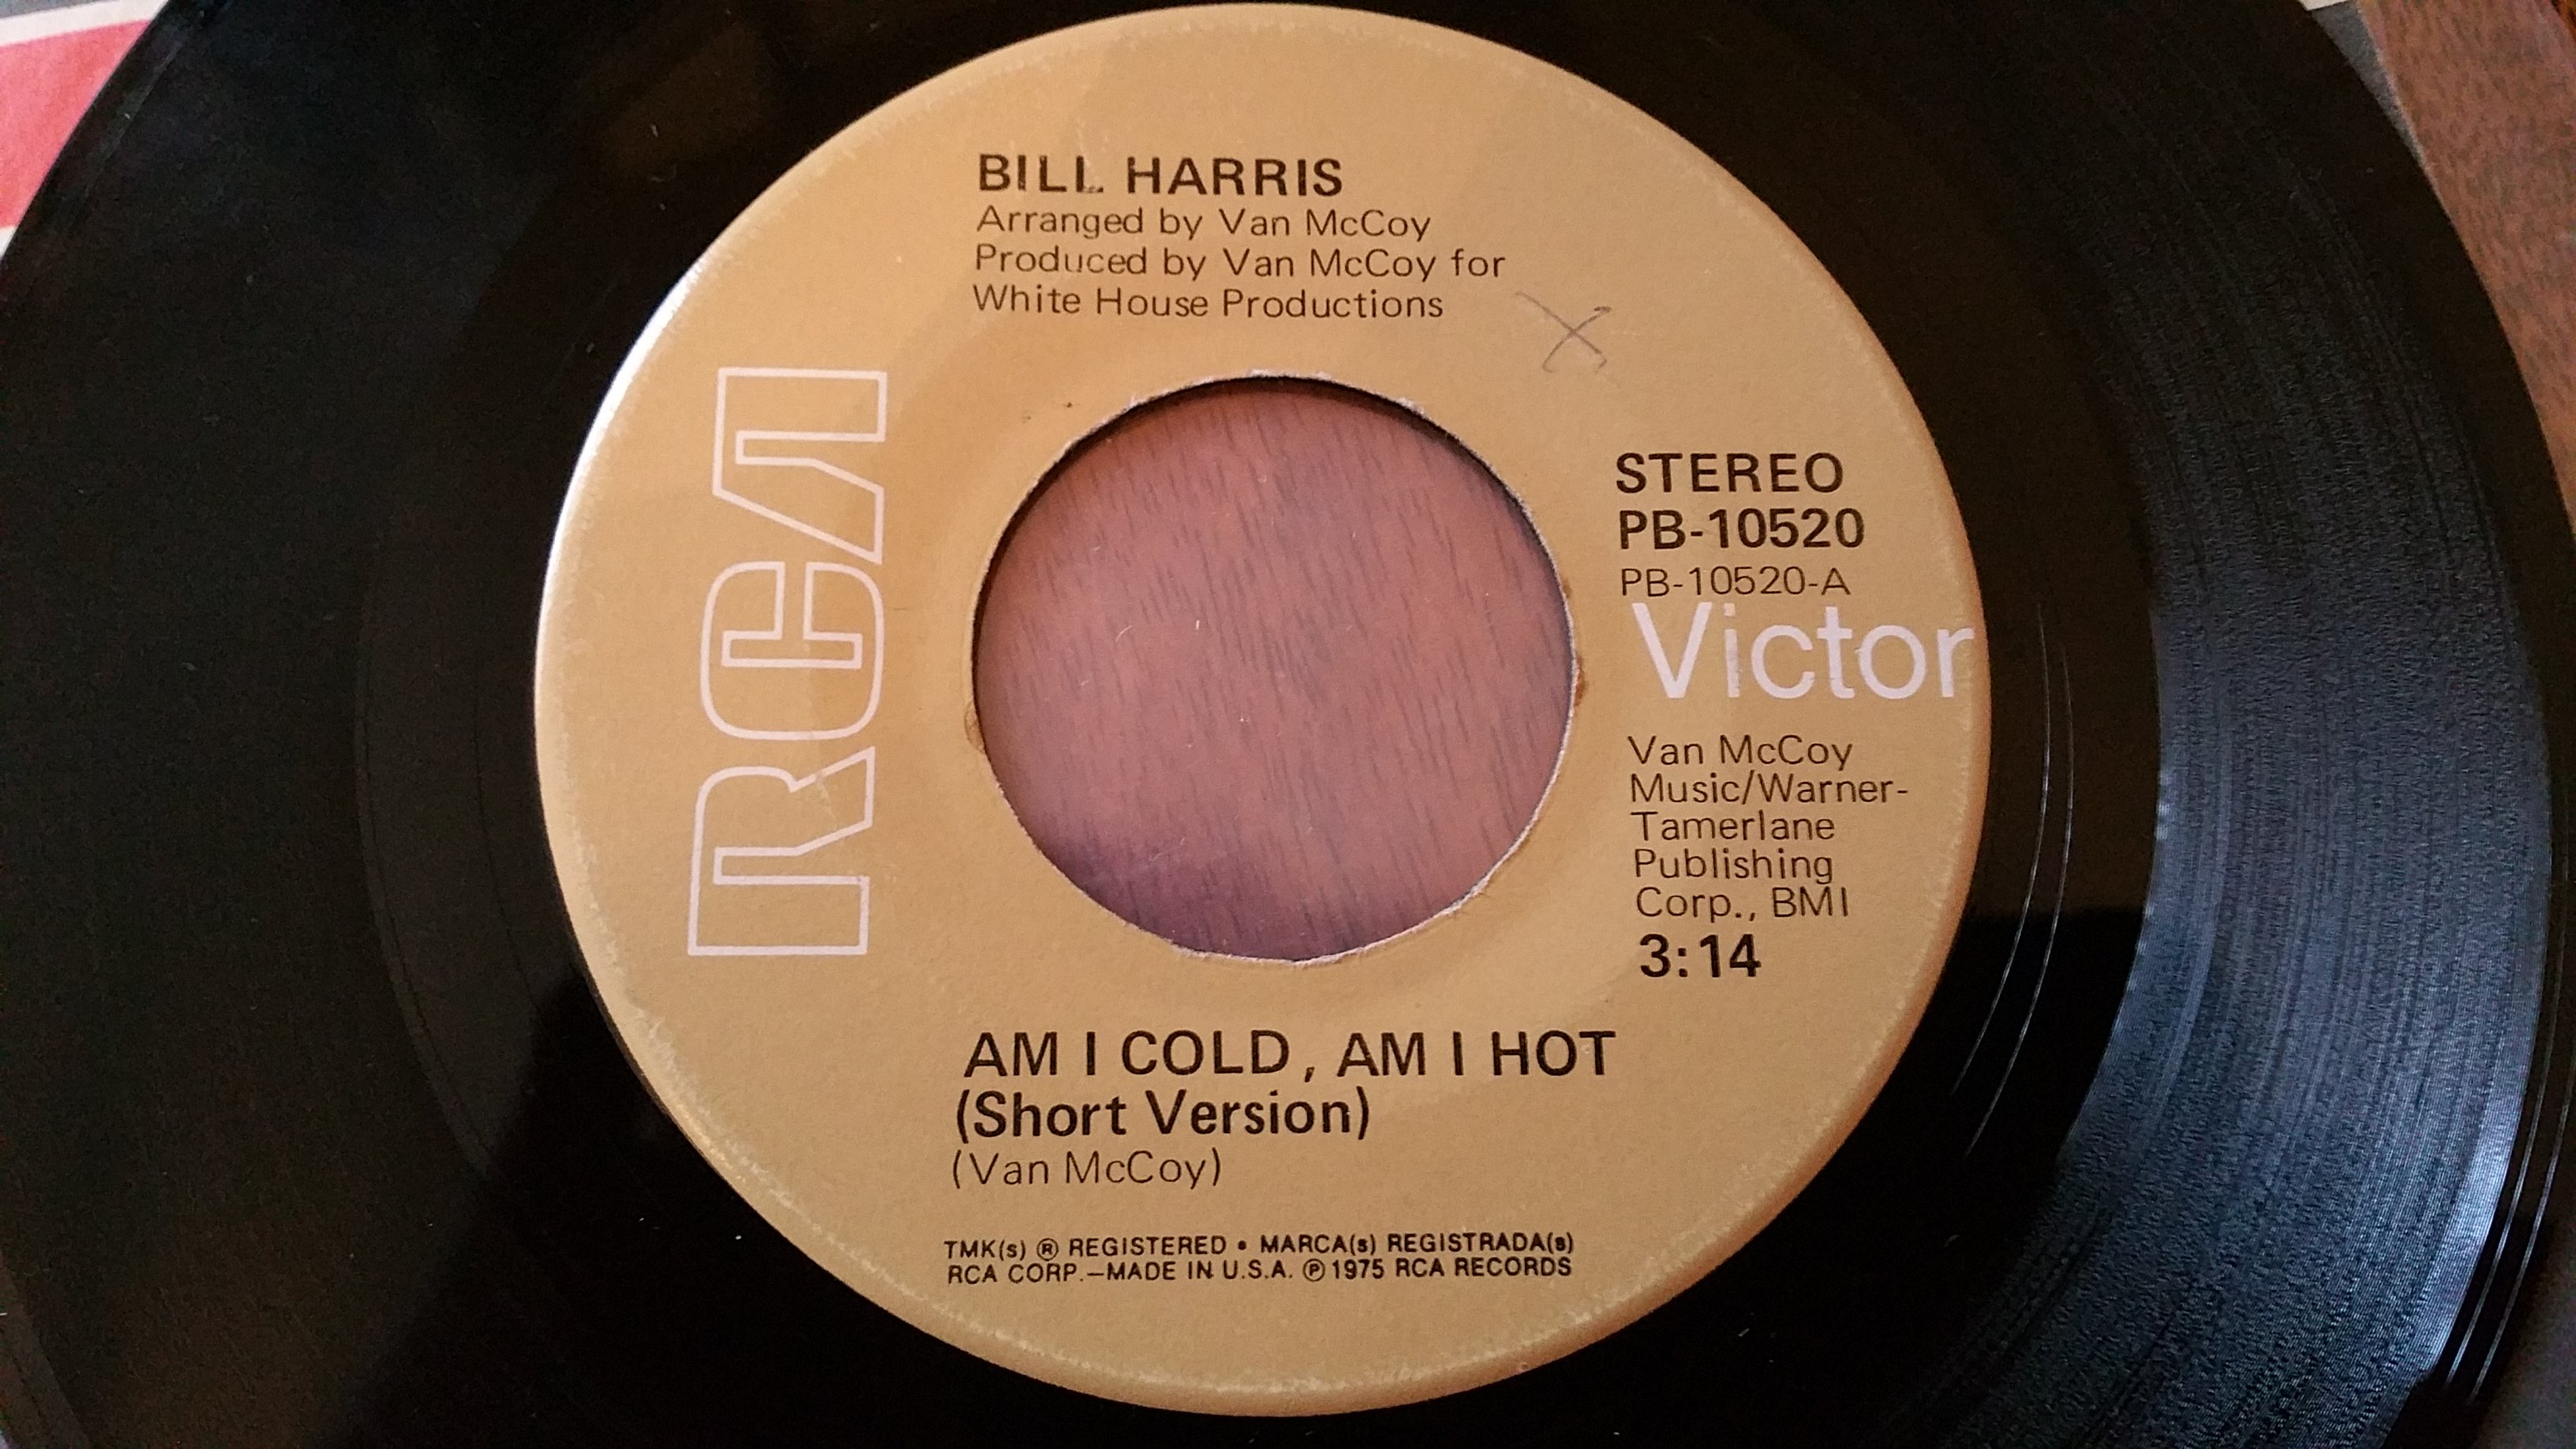 BILL HARRIS
Arranged by Van McCoy
Produced by Van McCoy for
White House Productions
RCA
STEREO
PB-10520
PB-10520-A
Victor
Van McCoy
Music/Warner-
Tamerlane
Publishing
Corp., BMI
3:14
AM I COLD, AM I HOT
(Short Version)
(Van McCoy)
TMK(s) ® REGISTERED • MARCA(s) REGISTRADA(s)
RCA CORP.—MADE IN U.S.A. ℗ 1975 RCA RECORDS